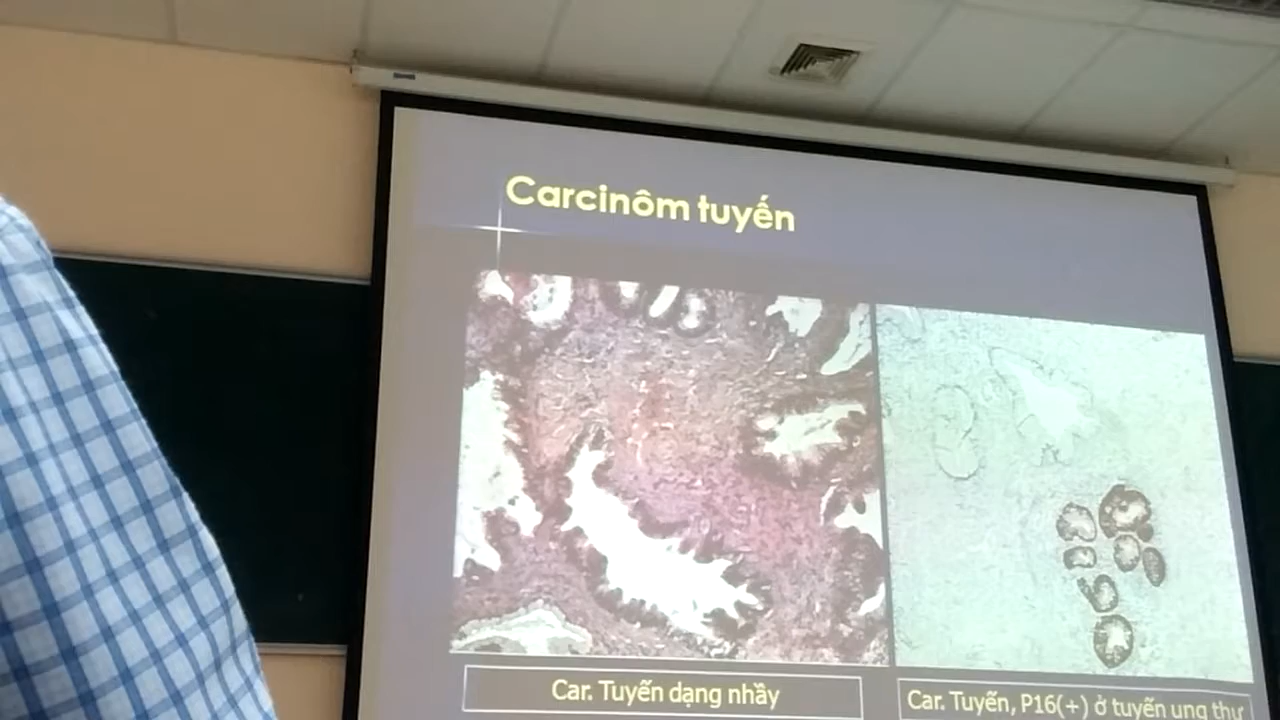 Carcinôm tuyến
Car. Tuyến dạng nhầy
Car. Tuyến, P16(+) ở tuyến ung thư